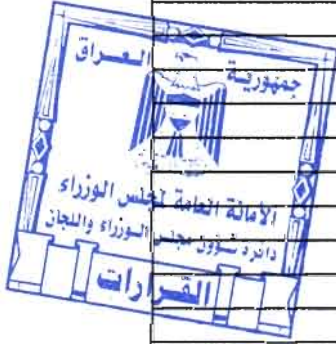 جمهورية العراق
الأمانة العامة لمجلس الوزراء
دائرة شؤون مجلس الوزراء واللجان
القرارات